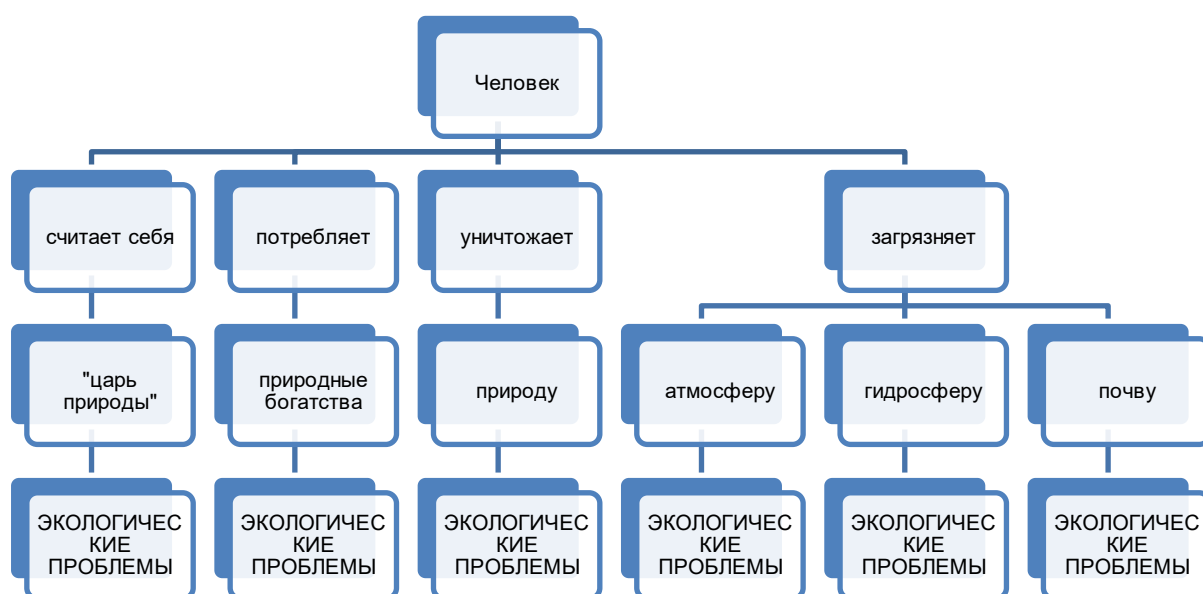 Человек
считает себя
потребляет
уничтожает
загрязняет
"царь
природы"
природные
богатства
природу
атмосферу
гидросферу
почву
ЭКОЛОГИЧЕС
КИЕ
ПРОБЛЕМЫ
ЭКОЛОГИЧЕС
КИЕ
ПРОБЛЕМЫ
ЭКОЛОГИЧЕС
КИЕ
ПРОБЛЕМЫ
ЭКОЛОГИЧЕС
КИЕ
ПРОБЛЕМЫ
ЭКОЛОГИЧЕС
КИЕ
ПРОБЛЕМЫ
ЭКОЛОГИЧЕС
КИЕ
ПРОБЛЕМЫ